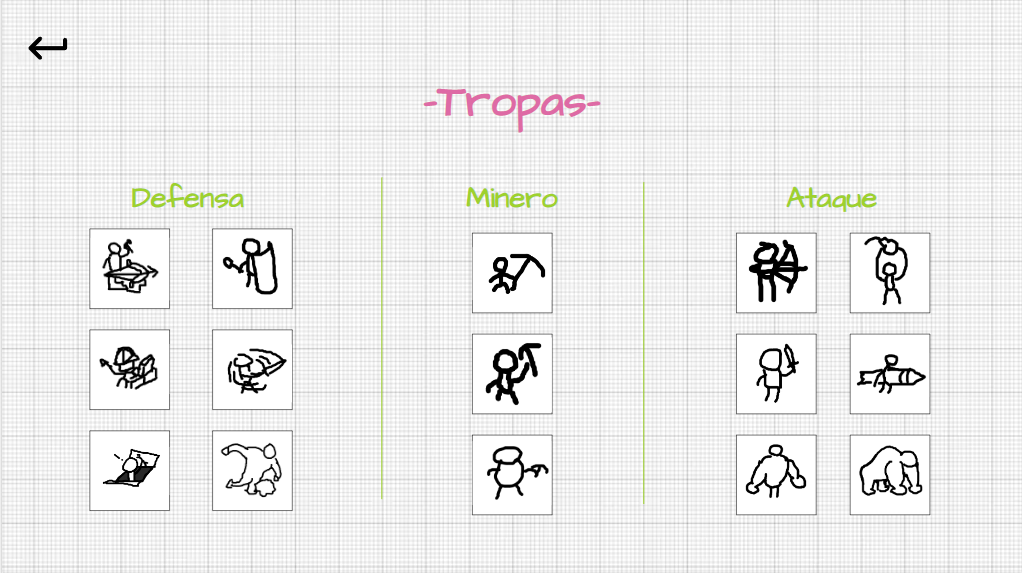 -Tropas-
Defensa
Minero
Ataque